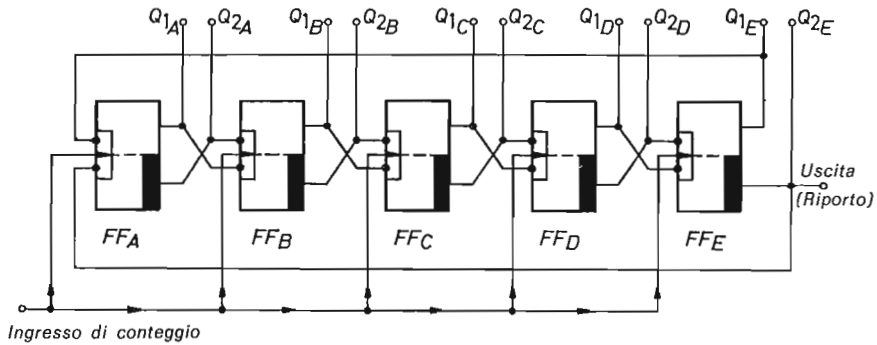 Q1A Q2A Q1B Q2B Q1C Q2C Q1D Q2D Q1E Q2E
Uscita
(Riporto)
FFA FFB FFC FFD FFE
Ingresso di conteggio